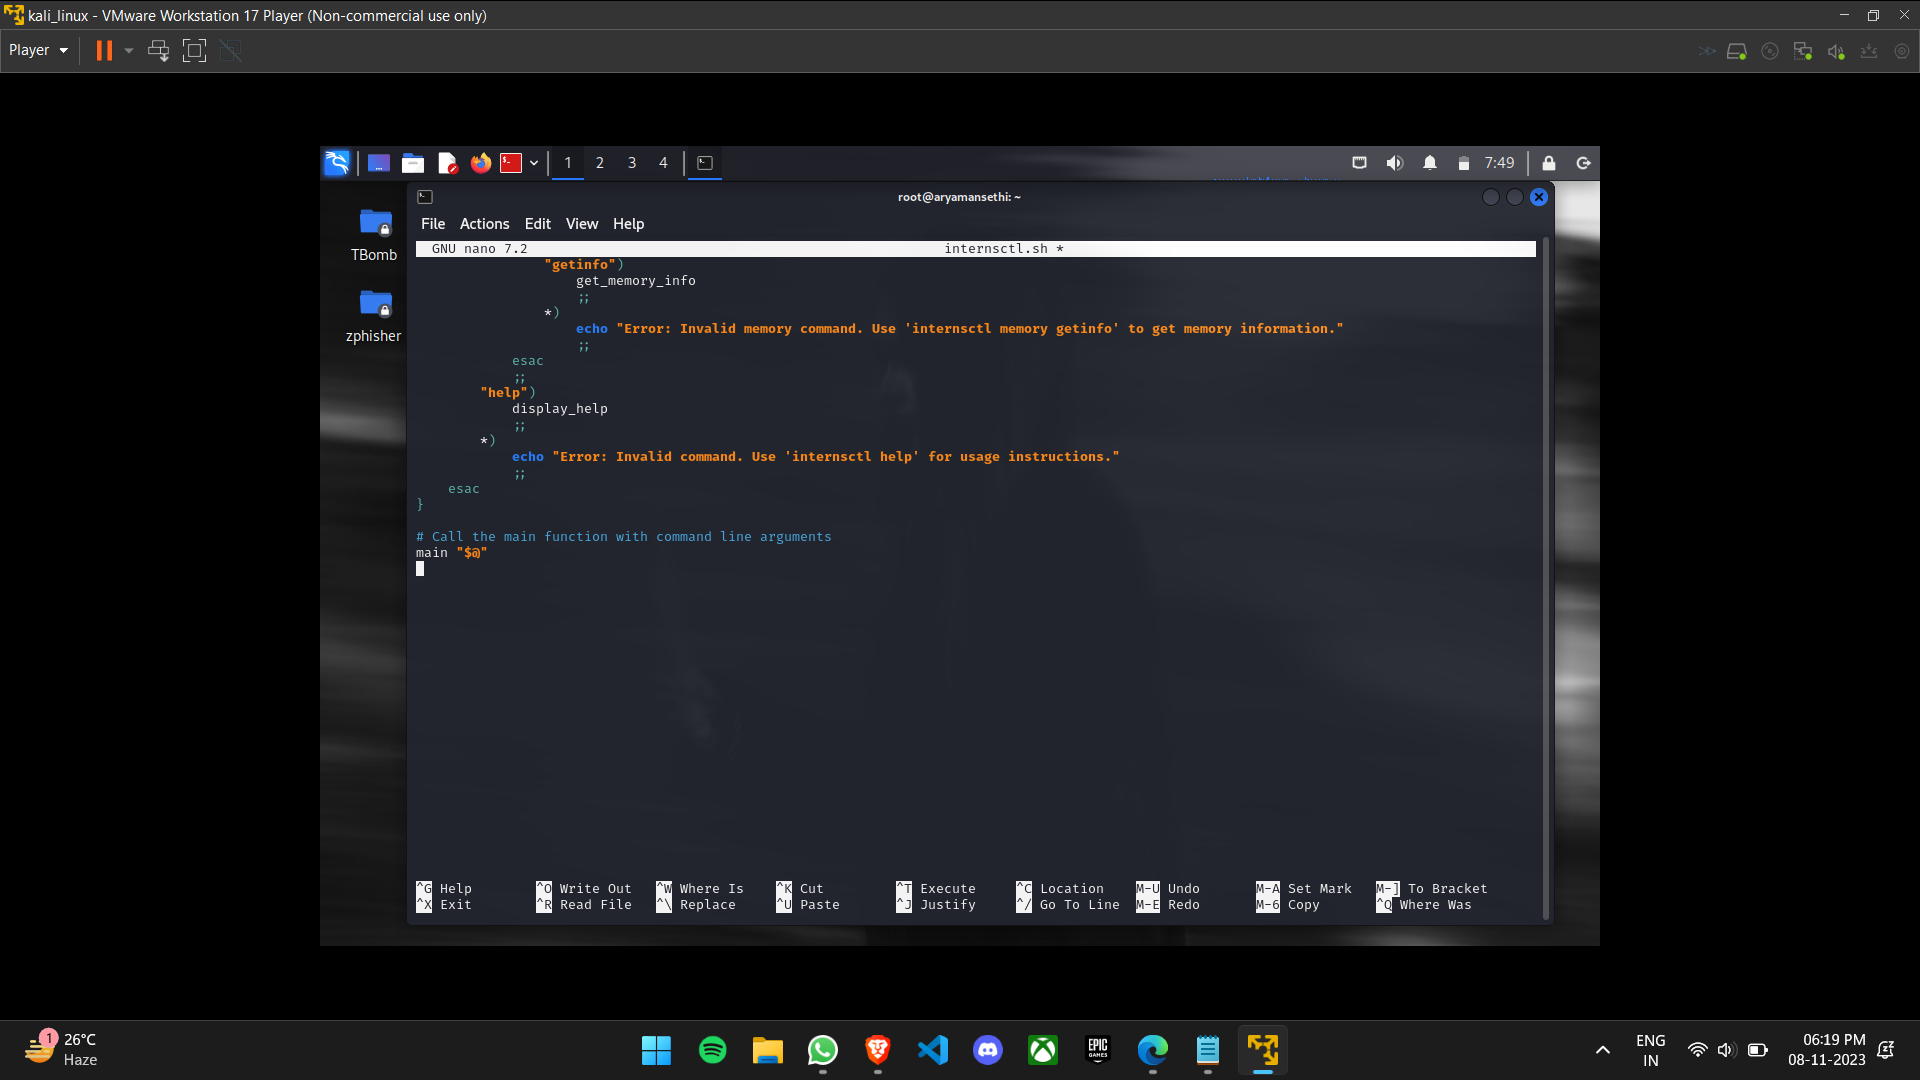 kali_linux - VMware Workstation 17 Player (Non-commercial use only)
Player
1 2 3 4
7:49
TBomb
zphisher
root@aryamansethi: ~
File Actions Edit View Help
GNU nano 7.2 internsctl.sh *
"getinfo")
get_memory_info
;;
*)
echo "Error: Invalid memory command. Use 'internsctl memory getinfo' to get memory information."
;;
esac
;;
"help")
display_help
;;
*)
echo "Error: Invalid command. Use 'internsctl help' for usage instructions."
;;
esac
}
# Call the main function with command line arguments
main "$@"
^G Help ^O Write Out ^W Where Is ^K Cut ^T Execute ^C Location M-U Undo M-A Set Mark M-] To Bracket
^X Exit ^R Read File ^\ Replace ^U Paste ^J Justify ^/ Go To Line M-E Redo M-6 Copy ^Q Where Was
1
26°C
Haze
EPIC
GAMES
ENG
IN
06:19 PM
08-11-2023